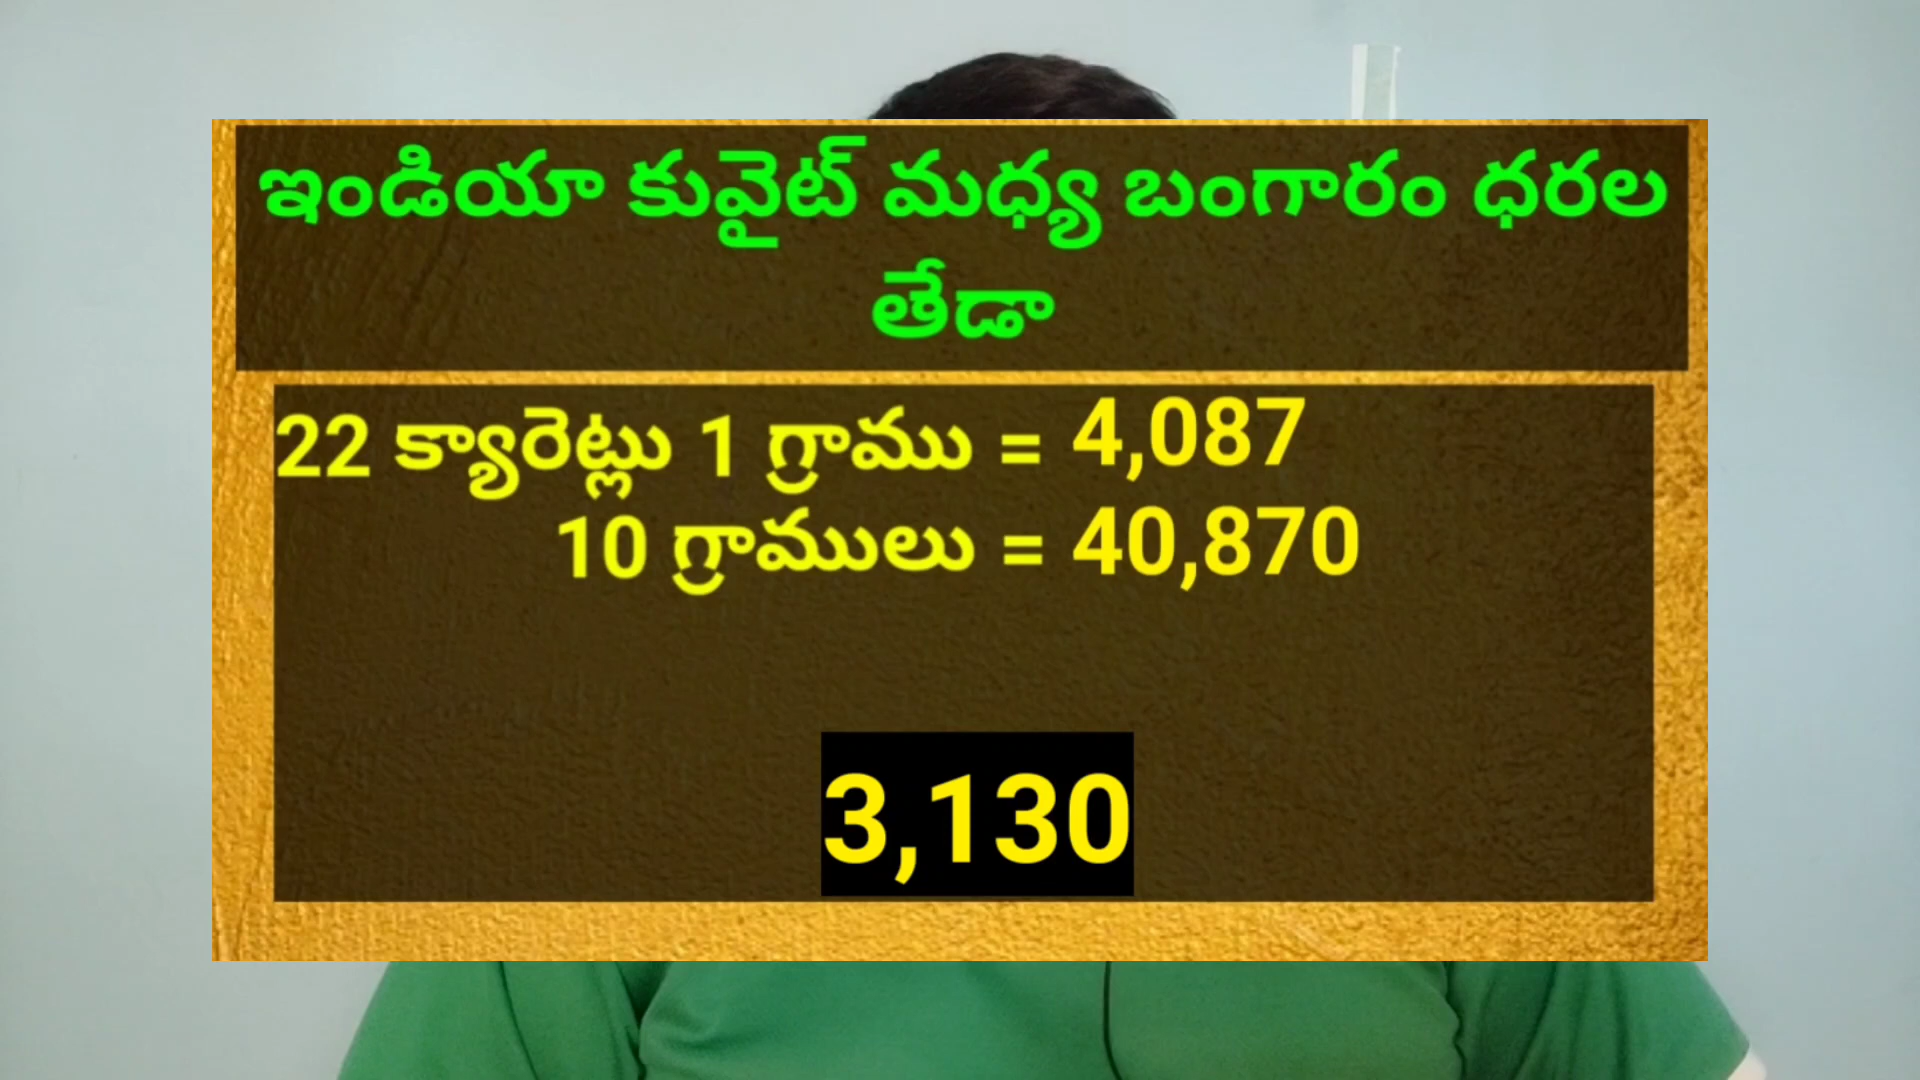 ఇండియా కువైట్ మధ్య బంగారం ధరల
తేడా
22 క్యారెట్లు 1 గ్రాము = 4,087
10 గ్రాములు = 40,870
3,130